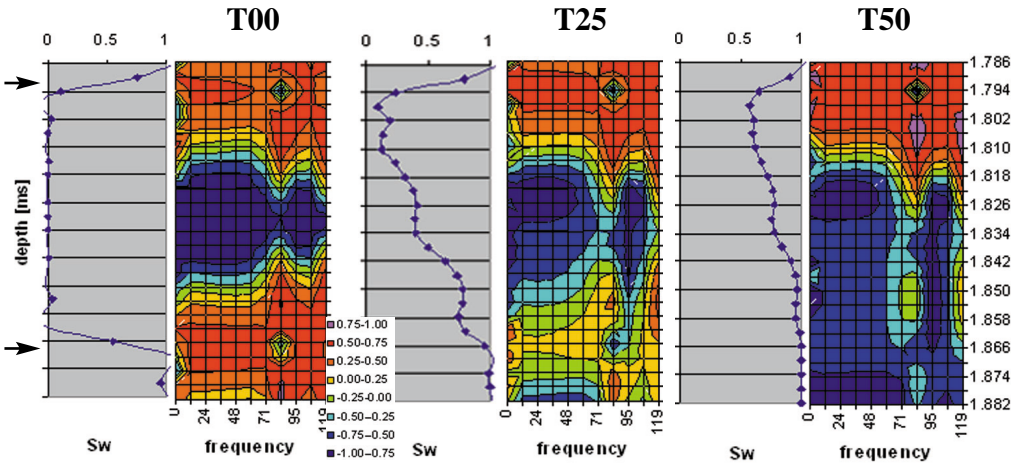 T00
T25
T50
0 0.5 1
0 0.5 1
0 0.5 1
depth [ms]
1.786
1.794
1.802
1.810
1.818
1.826
1.834
1.842
1.850
1.858
1.866
1.874
1.882
0.75-1.00
0.50-0.75
0.25-0.50
0.00-0.25
-0.25-0.00
-0.50-0.25
-0.75-0.50
-1.00-0.75
0 24 48 71 95 119
0 24 48 71 95 119
0 24 48 71 95 119
Sw
frequency
Sw
frequency
Sw
frequency